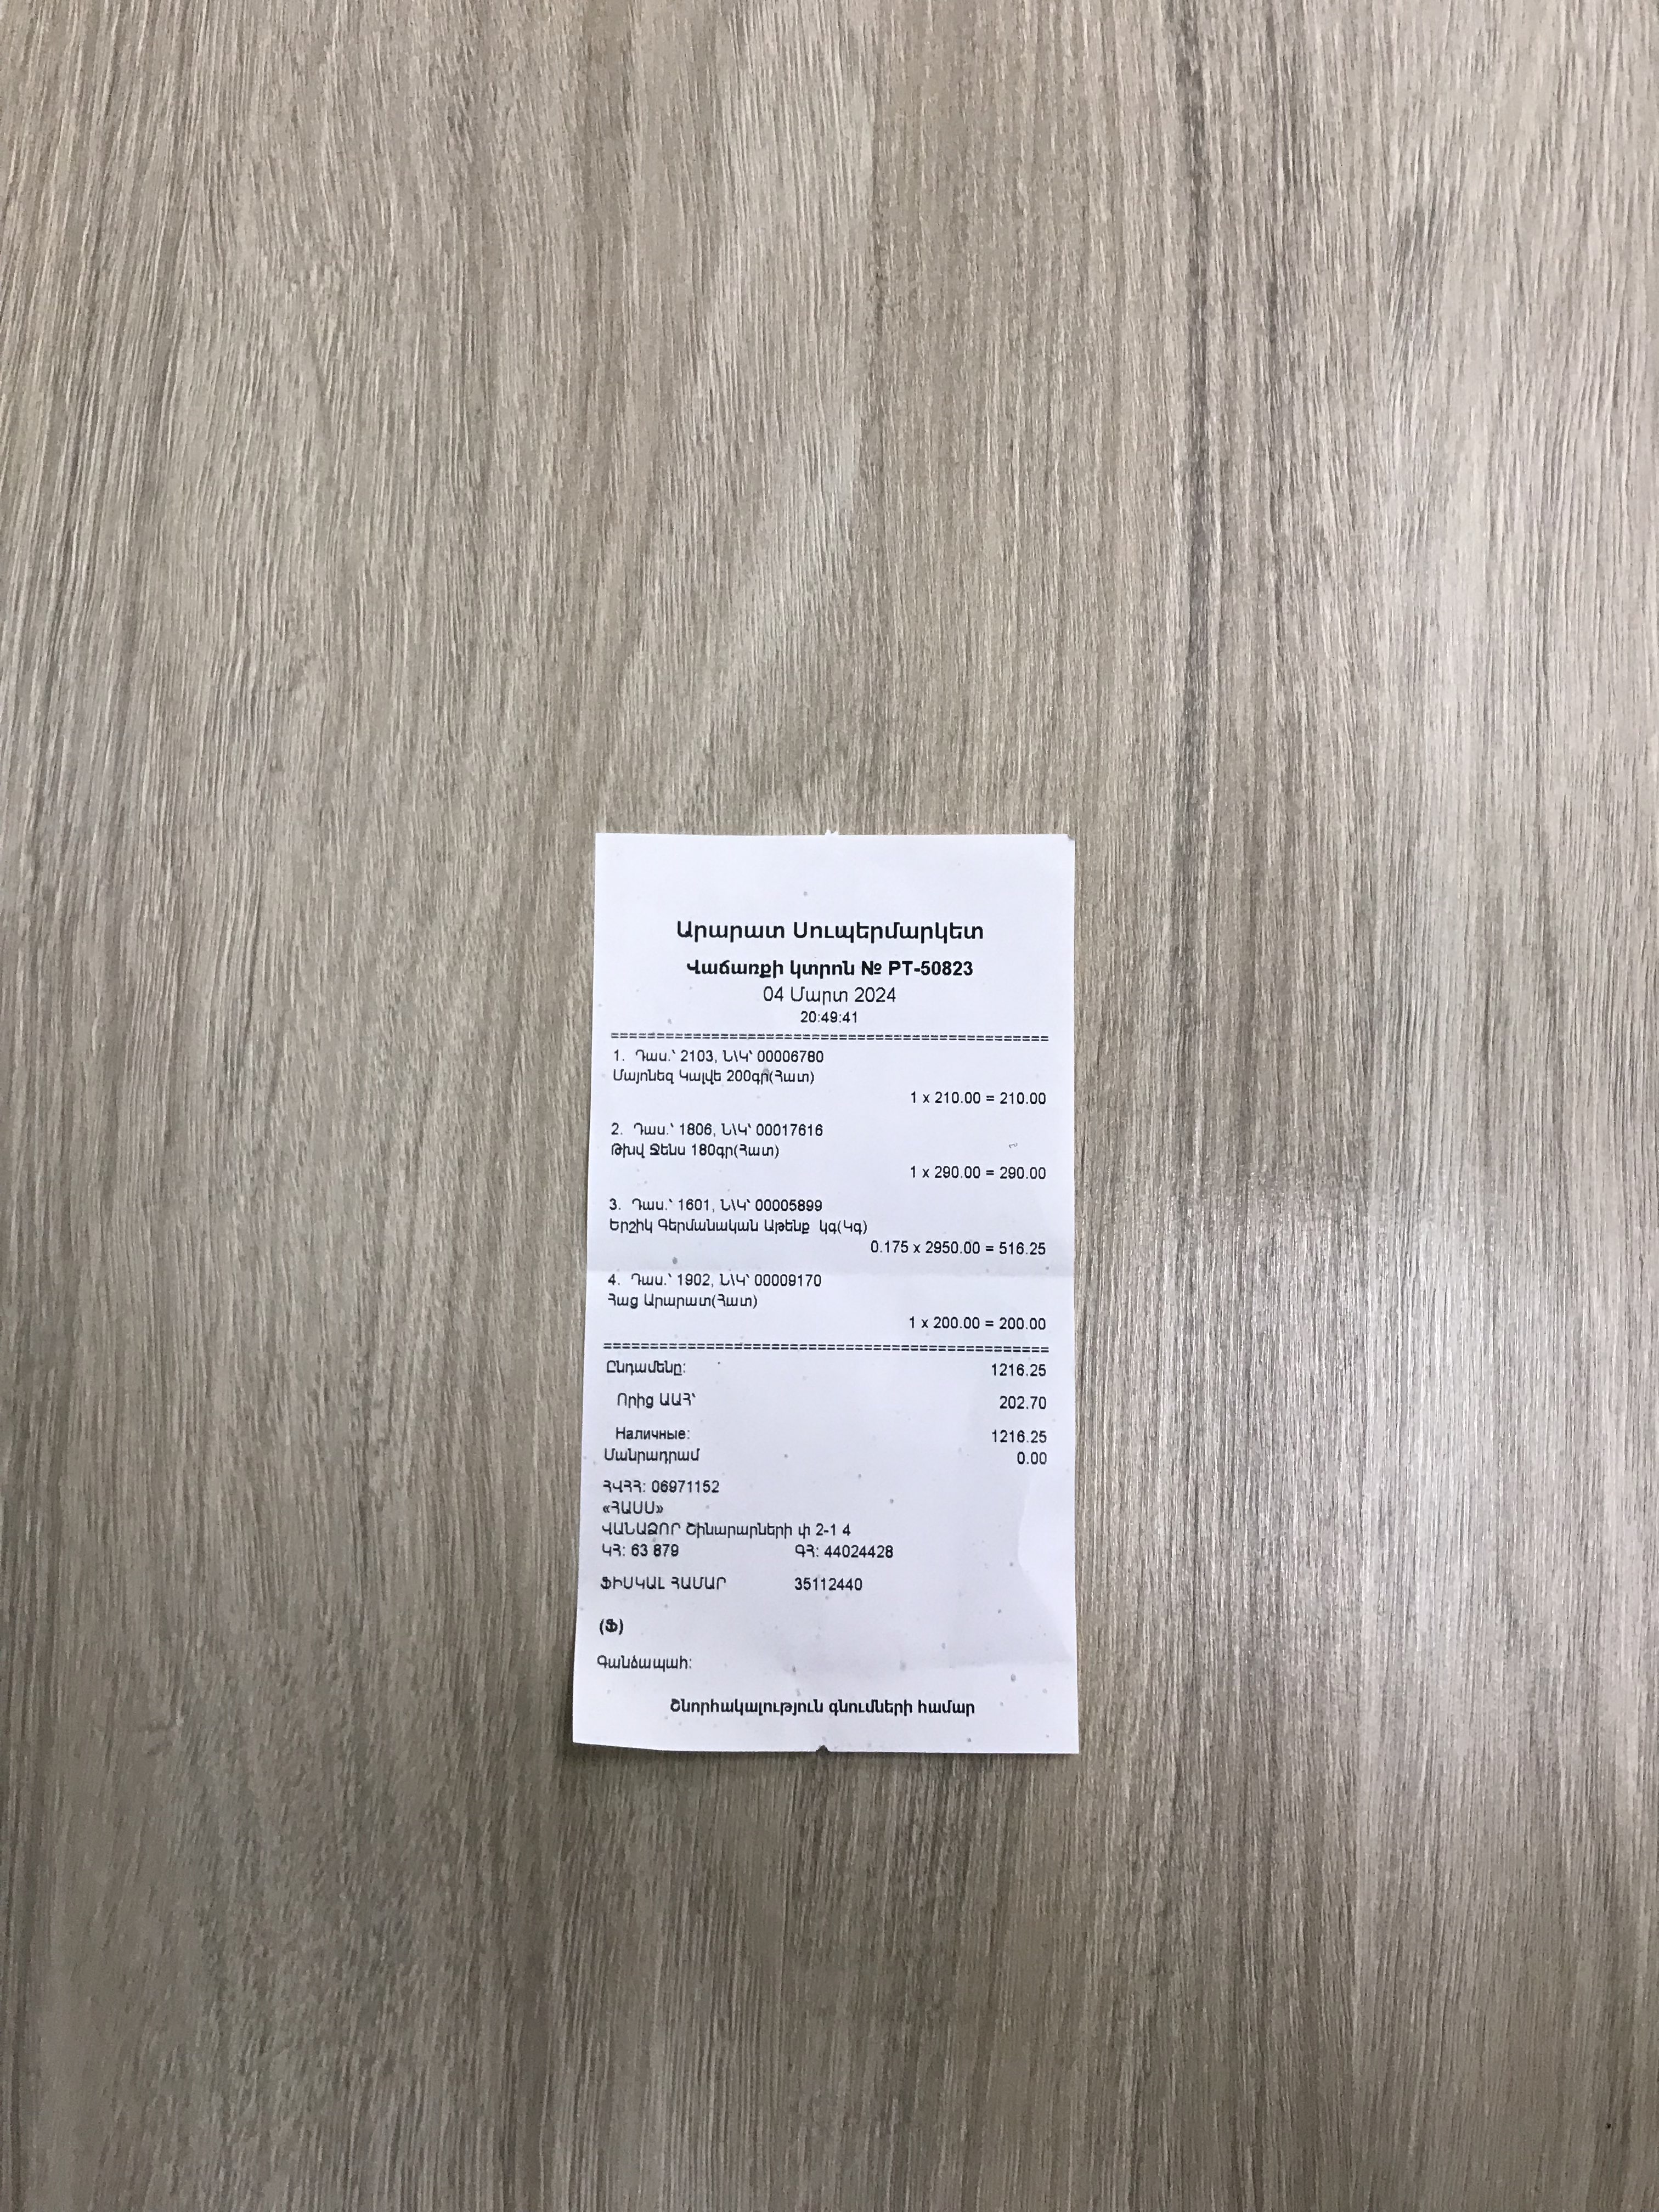 Արարատ Սուպերմարկետ
Վաճառքի կտրոն № PT-50823
04 Մարտ 2024
20:49:41
================================================
1. Դաս.՝ 2103, Ն\Կ՝ 00006780
Մայոնեզ Կալվե 200գր(Հատ)
1 x 210.00 = 210.00
2. Դաս.՝ 1806, Ն\Կ՝ 00017616
Թխվ Ջենս 180գր(Հատ)
1 x 290.00 = 290.00
3. Դաս.՝ 1601, Ն\Կ՝ 00005899
Երշիկ Գերմանական Աթենք կգ(Կգ)
0.175 x 2950.00 = 516.25
4. Դաս.՝ 1902, Ն\Կ՝ 00009170
Հաց Արարատ(Հատ)
1 x 200.00 = 200.00
================================================
Ընդամենը: 1216.25
Որից ԱԱՀ՝ 202.70
Наличные: 1216.25
Մանրադրամ 0.00
ՀՎՀՀ: 06971152
«ՀԱՍՍ»
ՎԱՆԱՁՈՐ Շինարարների փ 2-1 4
ԿՀ: 63 879 ԳՀ: 44024428
ՖԻՍԿԱԼ ՀԱՄԱՐ 35112440
(Ֆ)
Գանձապահ:
Շնորհակալություն գնումների համար